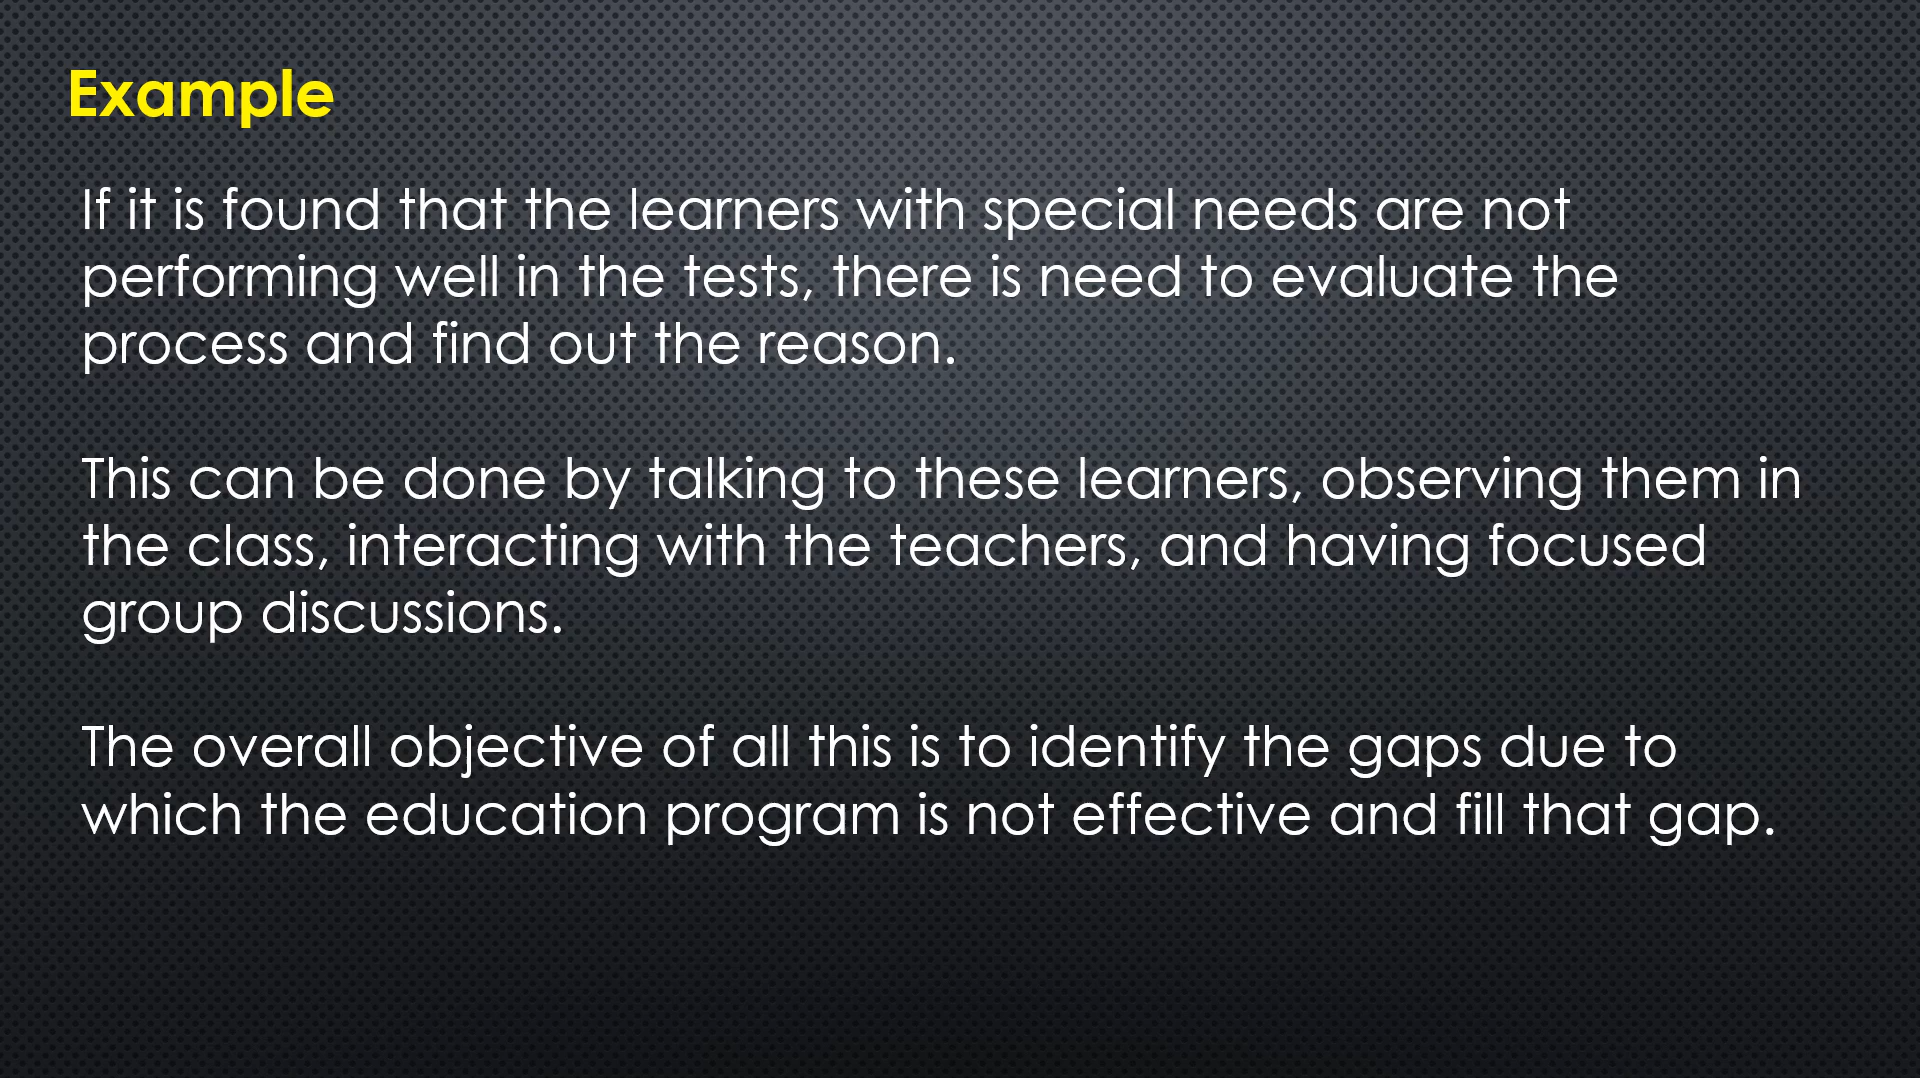 Example
If it is found that the learners with special needs are not
performing well in the tests, there is need to evaluate the
process and find out the reason.
This can be done by talking to these learners, observing them in
the class, interacting with the teachers, and having focused
group discussions.
The overall objective of all this is to identify the gaps due to
which the education program is not effective and fill that gap.